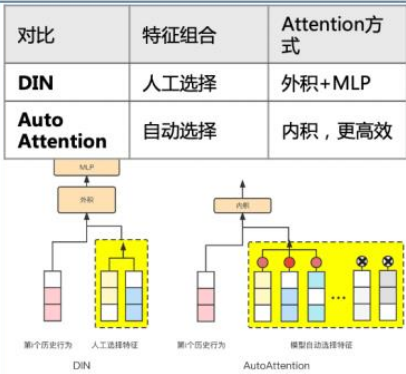 对比 特征组合 Attention方式
DIN 人工选择 外积+MLP
Auto Attention 自动选择 内积，更高效
MLP
外积
内积
...
第i个历史行为 人工选择特征 第i个历史行为 模型自动选择特征
DIN AutoAttention